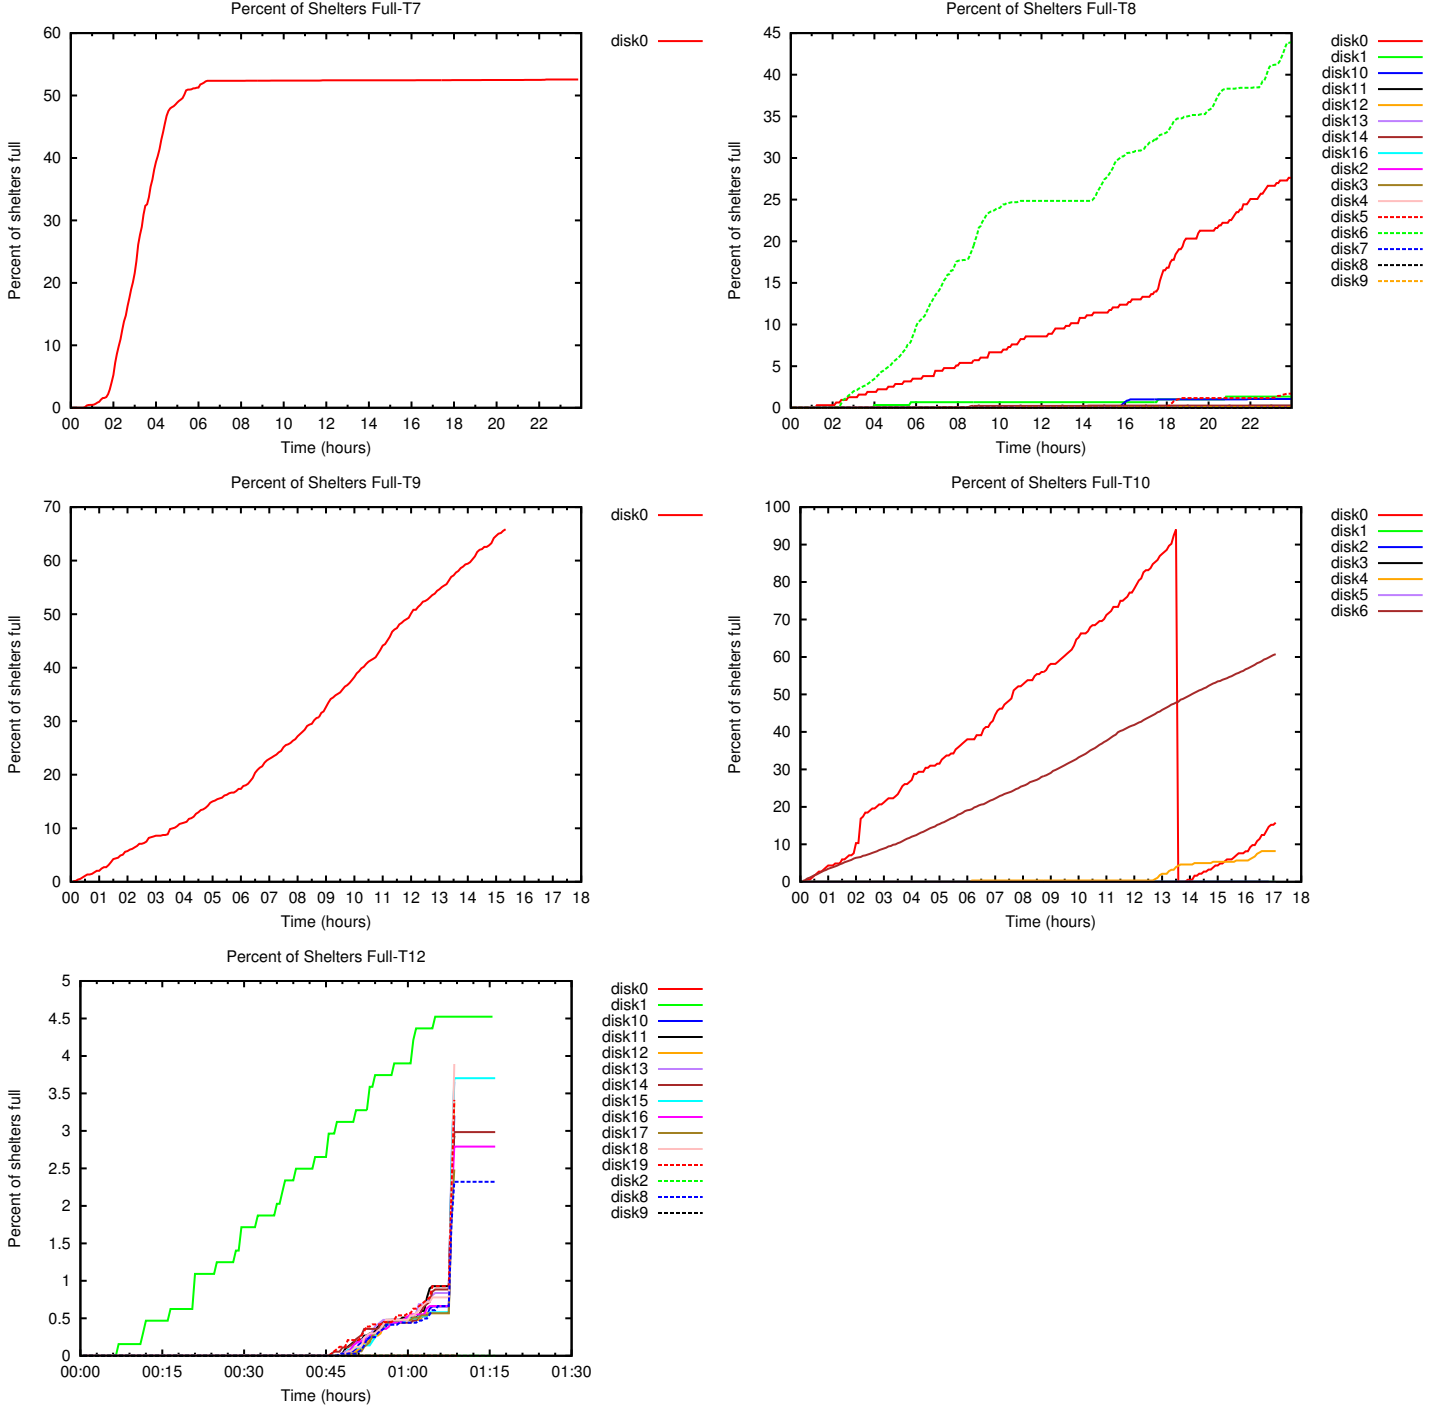 Percent of Shelters Full-T7
Percent of shelters full
60
50
40
30
20
10
0
00 02 04 06 08 10 12 14 16 18 20 22
Time (hours)
disk0
Percent of Shelters Full-T8
Percent of shelters full
45
40
35
30
25
20
15
10
5
0
00 02 04 06 08 10 12 14 16 18 20 22
Time (hours)
disk0
disk1
disk10
disk11
disk12
disk13
disk14
disk16
disk2
disk3
disk4
disk5
disk6
disk7
disk8
disk9
Percent of Shelters Full-T9
Percent of shelters full
70
60
50
40
30
20
10
0
00 01 02 03 04 05 06 07 08 09 10 11 12 13 14 15 16 17 18
Time (hours)
disk0
Percent of Shelters Full-T10
Percent of shelters full
100
90
80
70
60
50
40
30
20
10
0
00 01 02 03 04 05 06 07 08 09 10 11 12 13 14 15 16 17 18
Time (hours)
disk0
disk1
disk2
disk3
disk4
disk5
disk6
Percent of Shelters Full-T12
Percent of shelters full
5
4.5
4
3.5
3
2.5
2
1.5
1
0.5
0
00:00 00:15 00:30 00:45 01:00 01:15 01:30
Time (hours)
disk0
disk1
disk10
disk11
disk12
disk13
disk14
disk15
disk16
disk17
disk18
disk19
disk2
disk8
disk9